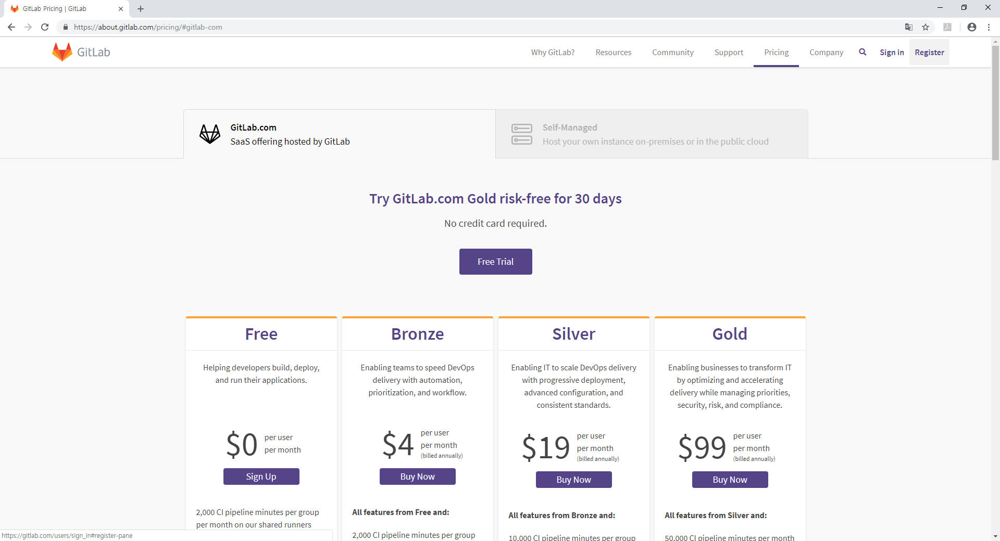 GitLab Pricing | GitLab
https://about.gitlab.com/pricing/#gitlab-com
GitLab
Why GitLab?
Resources
Community
Support
Pricing
Company
Sign in
Register
GitLab.com
SaaS offering hosted by GitLab
Self-Managed
Host your own instance on-premises or in the public cloud
Try GitLab.com Gold risk-free for 30 days
No credit card required.
Free Trial
Free
Helping developers build, deploy,
and run their applications.
$0
per user
per month
Sign Up
2,000 CI pipeline minutes per group
per month on our shared runners
Bronze
Enabling teams to speed DevOps
delivery with automation,
prioritization, and workflow.
$4
per user
per month
(billed annually)
Buy Now
All features from Free and:
2,000 CI pipeline minutes per group
Silver
Enabling IT to scale DevOps delivery
with progressive deployment,
advanced configuration, and
consistent standards.
$19
per user
per month
(billed annually)
Buy Now
All features from Bronze and:
10,000 CI pipeline minutes per group
Gold
Enabling businesses to transform IT
by optimizing and accelerating
delivery while managing priorities,
security, risk, and compliance.
$99
per user
per month
(billed annually)
Buy Now
All features from Silver and:
50,000 CI pipeline minutes per month
https://gitlab.com/users/sign_in#register-pane